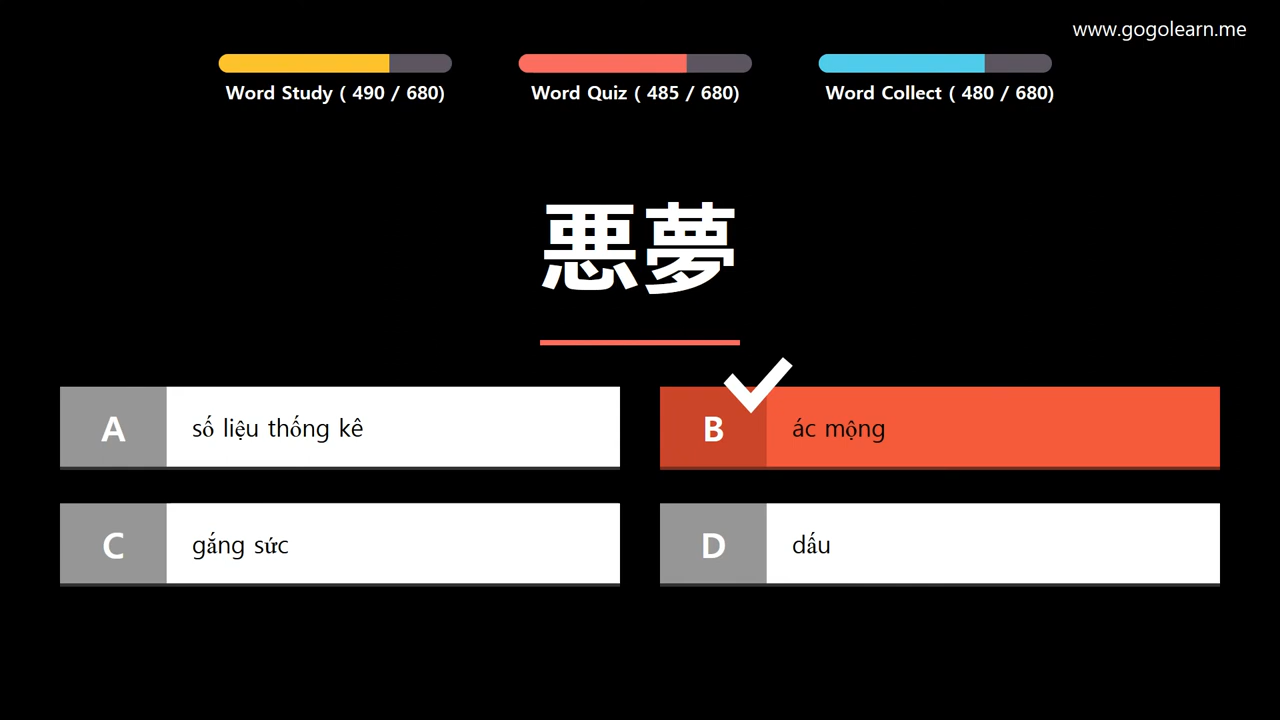 www.gogolearn.me
Word Study ( 490 / 680)
Word Quiz ( 485 / 680)
Word Collect ( 480 / 680)
悪夢
A số liệu thống kê
B ác mộng
C gắng sức
D dấu